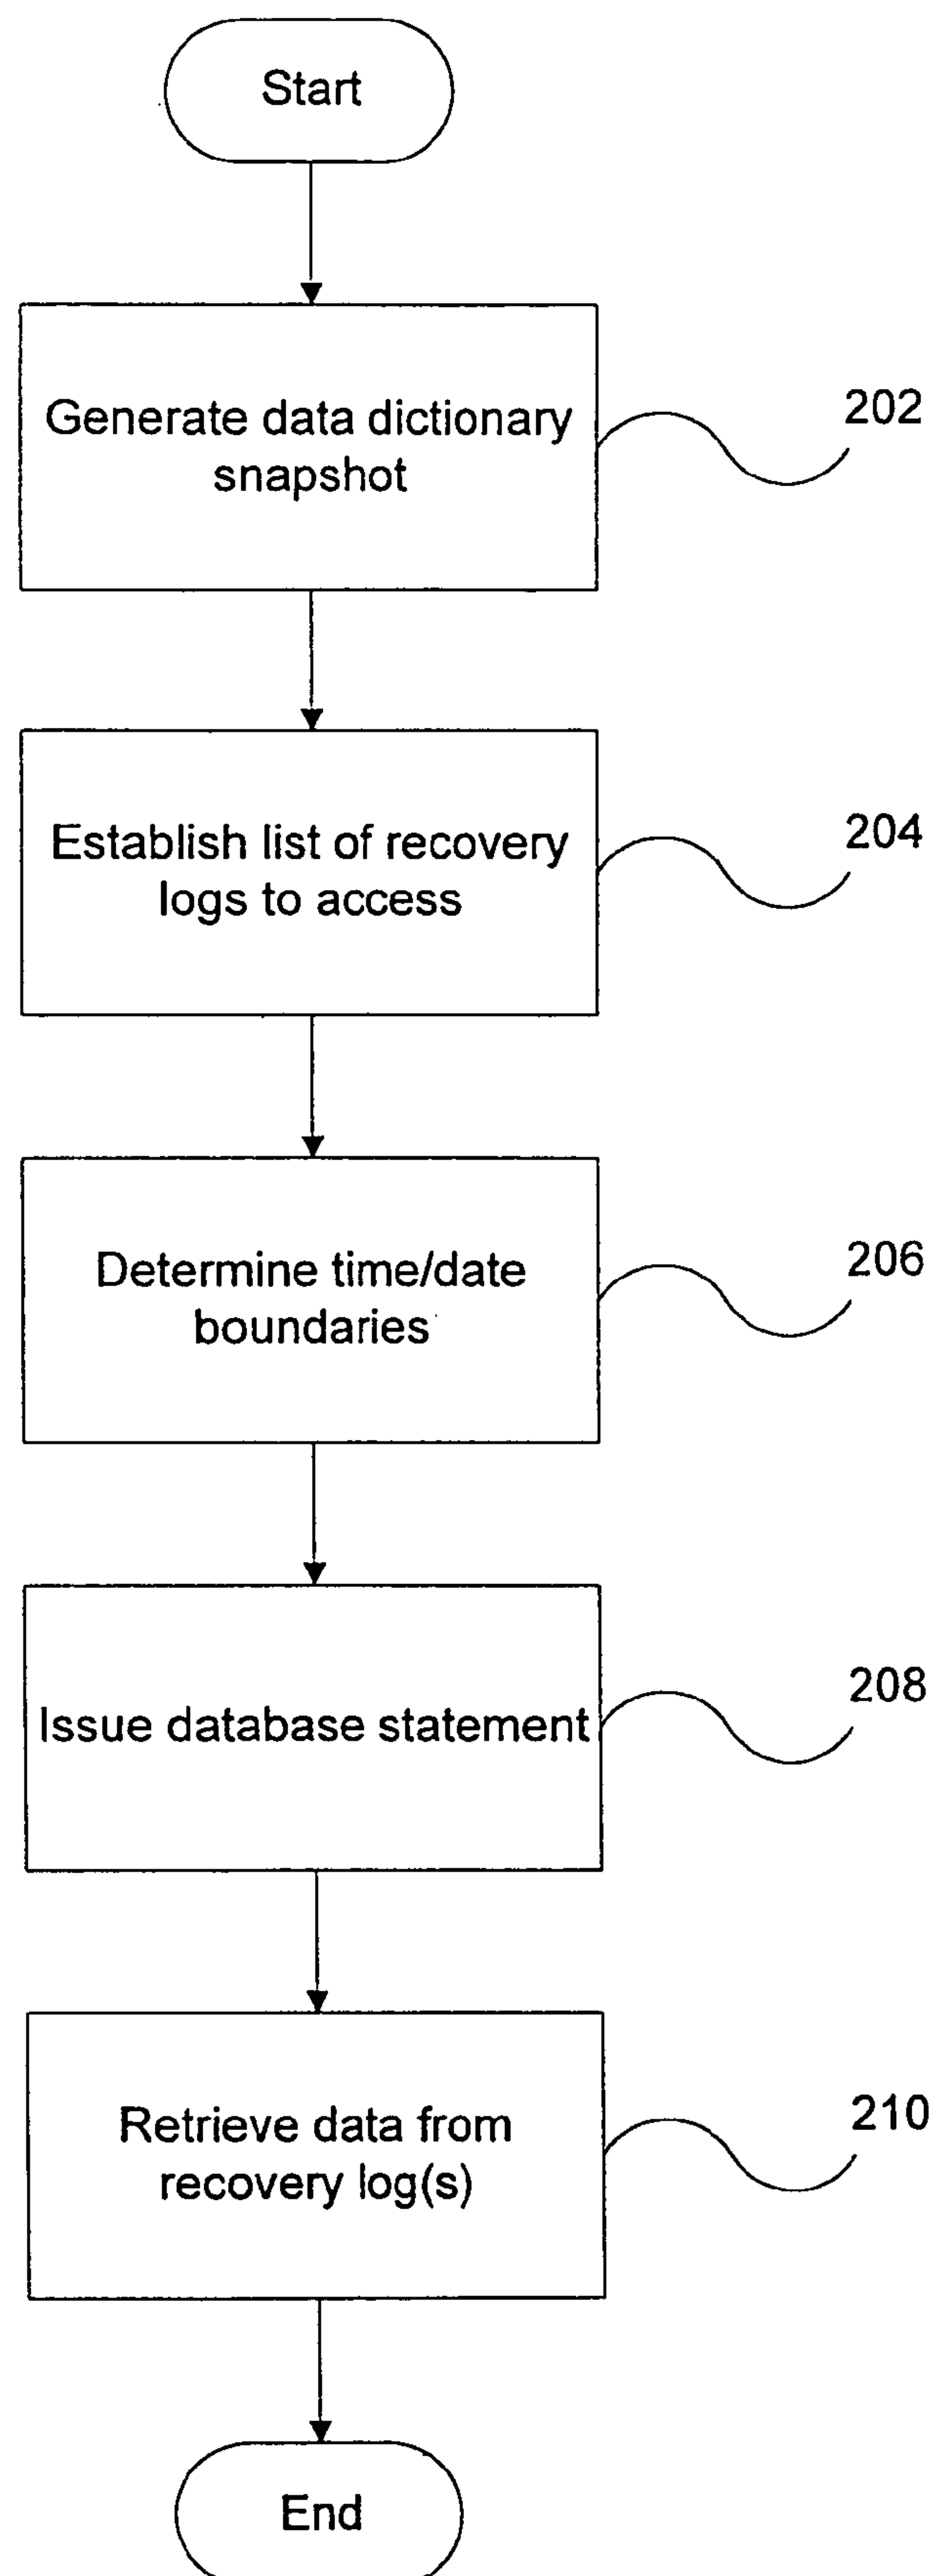 Start
Generate data dictionary
snapshot
202
Establish list of recovery
logs to access
204
Determine time/date
boundaries
206
Issue database statement
208
Retrieve data from
recovery log(s)
210
End